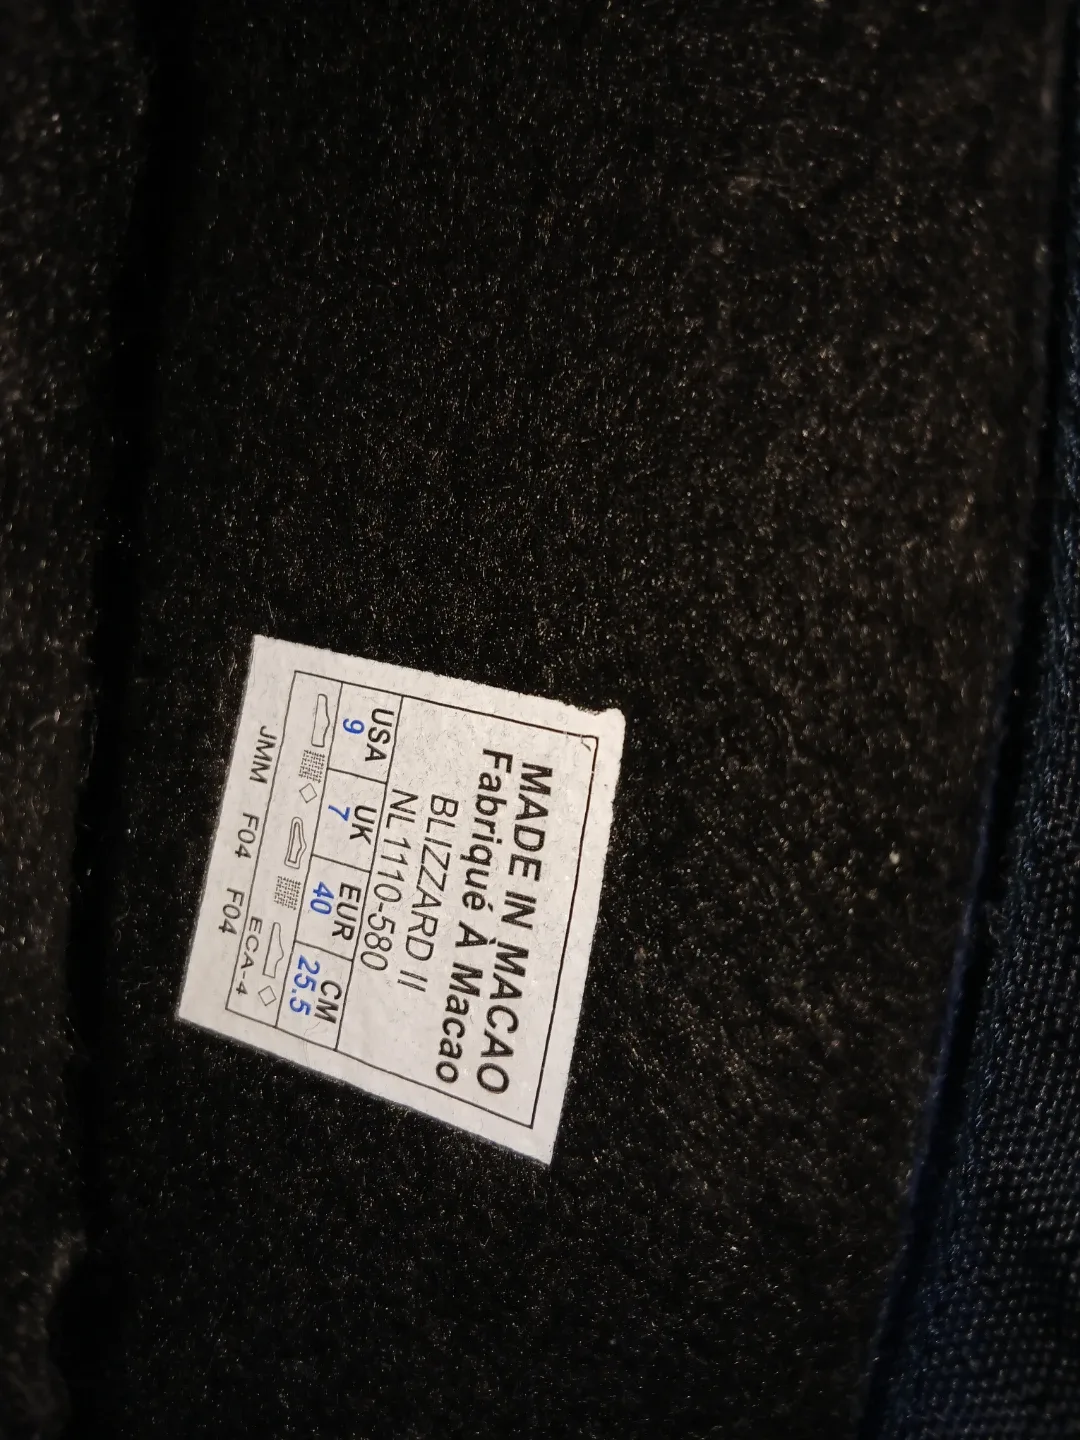 MADE IN MACAO
Fabriqué À Macao
BLIZZARD II
NL1110-580
USA UK EUR CM
9 7 40 25.5
ECA-4
JMM F04 F04